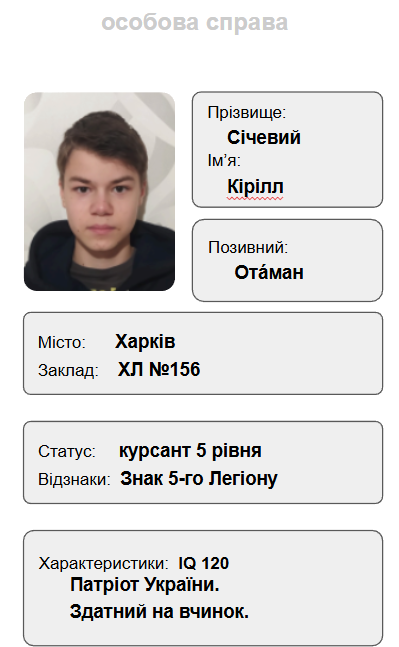 особова справа
Прізвище:
Січевий
Ім’я:
Кірілл
Позивний:
Ота́ман
Місто: Харків
Заклад: ХЛ №156
Статус: курсант 5 рівня
Відзнаки: Знак 5-го Легіону
Характеристики: IQ 120
Патріот України.
Здатний на вчинок.